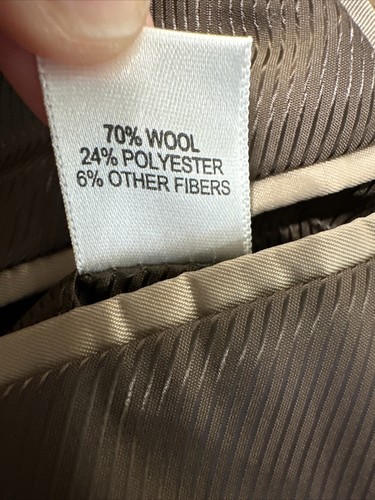 70% WOOL
24% POLYESTER
6% OTHER FIBERS